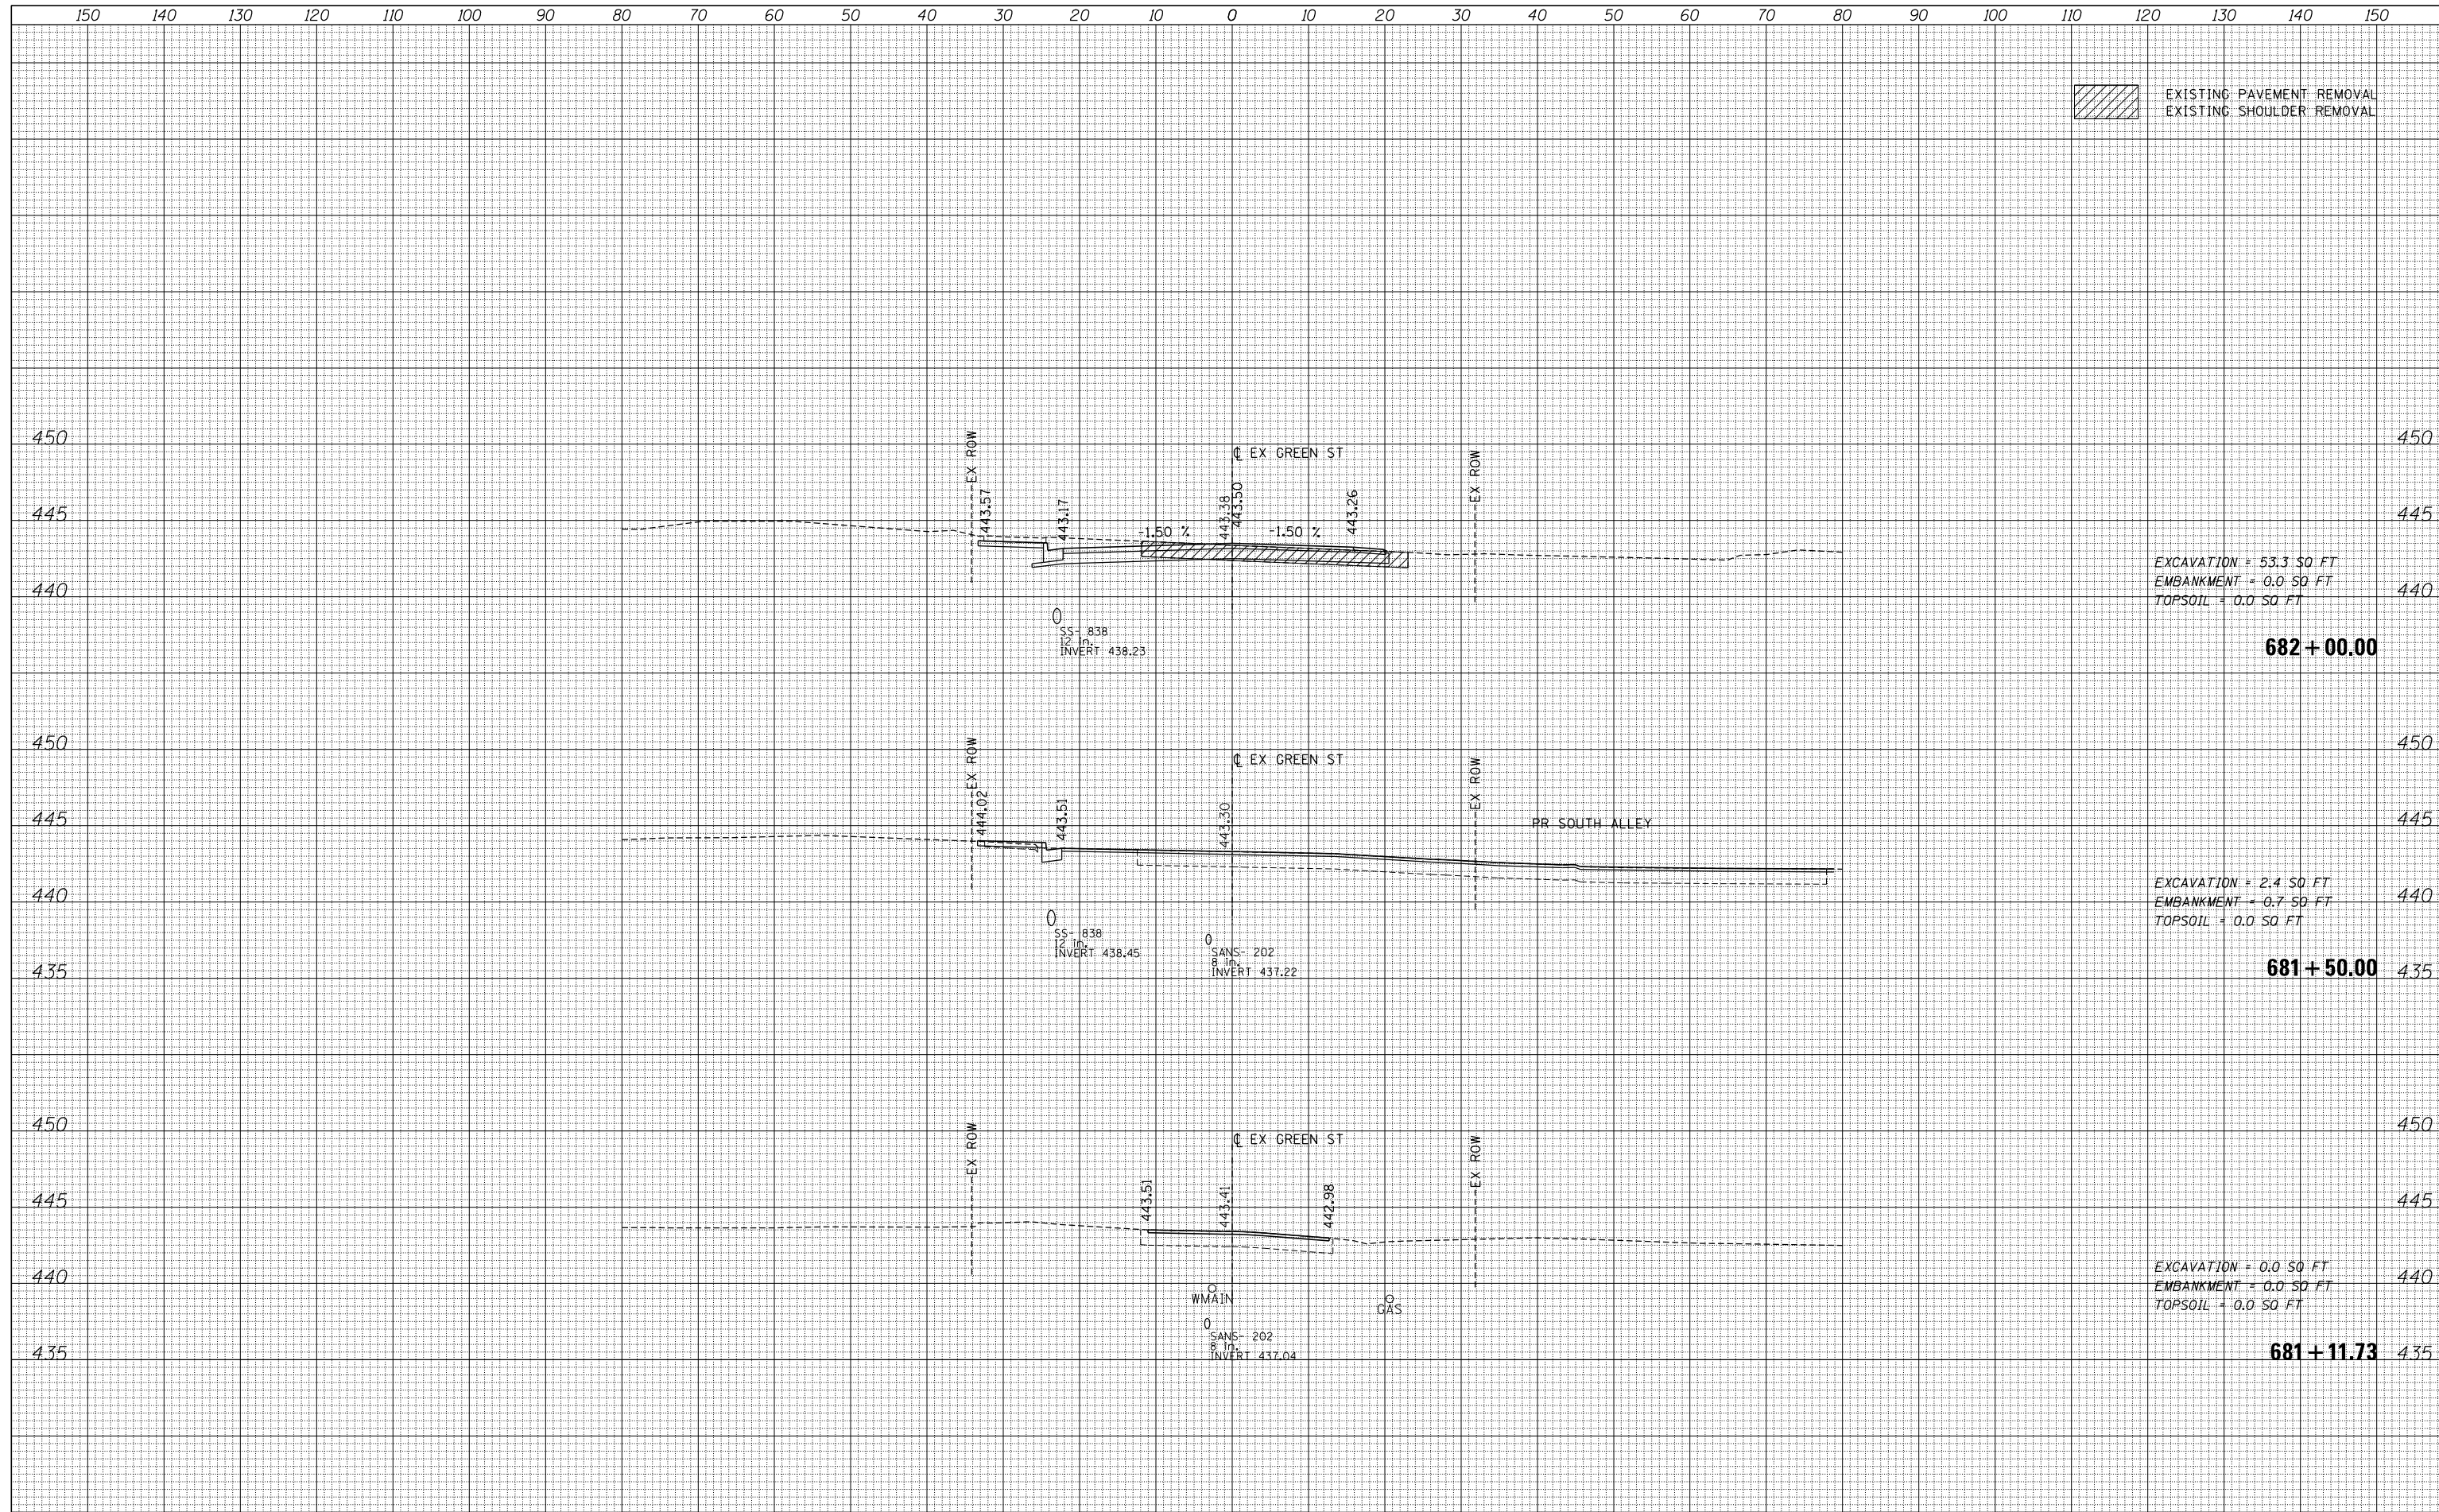 150 140 130 120 110 100 90 80 70 60 50 40 30 20 10 0 10 20 30 40 50 60 70 80 90 100 110 120 130 140 150
EXISTING PAVEMENT REMOVAL
EXISTING SHOULDER REMOVAL
450 450
℄ EX GREEN ST
EX ROW
EX ROW
445 445
443.57
443.17
443.38
443.50
443.26
-1.50 %
-1.50 %
440 440
EXCAVATION = 53.3 SQ FT
EMBANKMENT = 0.0 SQ FT
TOPSOIL = 0.0 SQ FT
SS- 838
12 in.
INVERT 438.23
682+00.00
450 450
℄ EX GREEN ST
EX ROW
EX ROW
445 445
444.02
443.51
443.30
PR SOUTH ALLEY
440 440
EXCAVATION = 2.4 SQ FT
EMBANKMENT = 0.7 SQ FT
TOPSOIL = 0.0 SQ FT
SS- 838
12 in.
INVERT 438.45
SANS- 202
8 in.
INVERT 437.22
681+50.00
435 435
450 450
℄ EX GREEN ST
EX ROW
EX ROW
445 445
443.51
443.41
442.98
440 440
EXCAVATION = 0.0 SQ FT
EMBANKMENT = 0.0 SQ FT
TOPSOIL = 0.0 SQ FT
WMAIN
GAS
SANS- 202
8 in.
INVERT 437.04
681+11.73
435 435